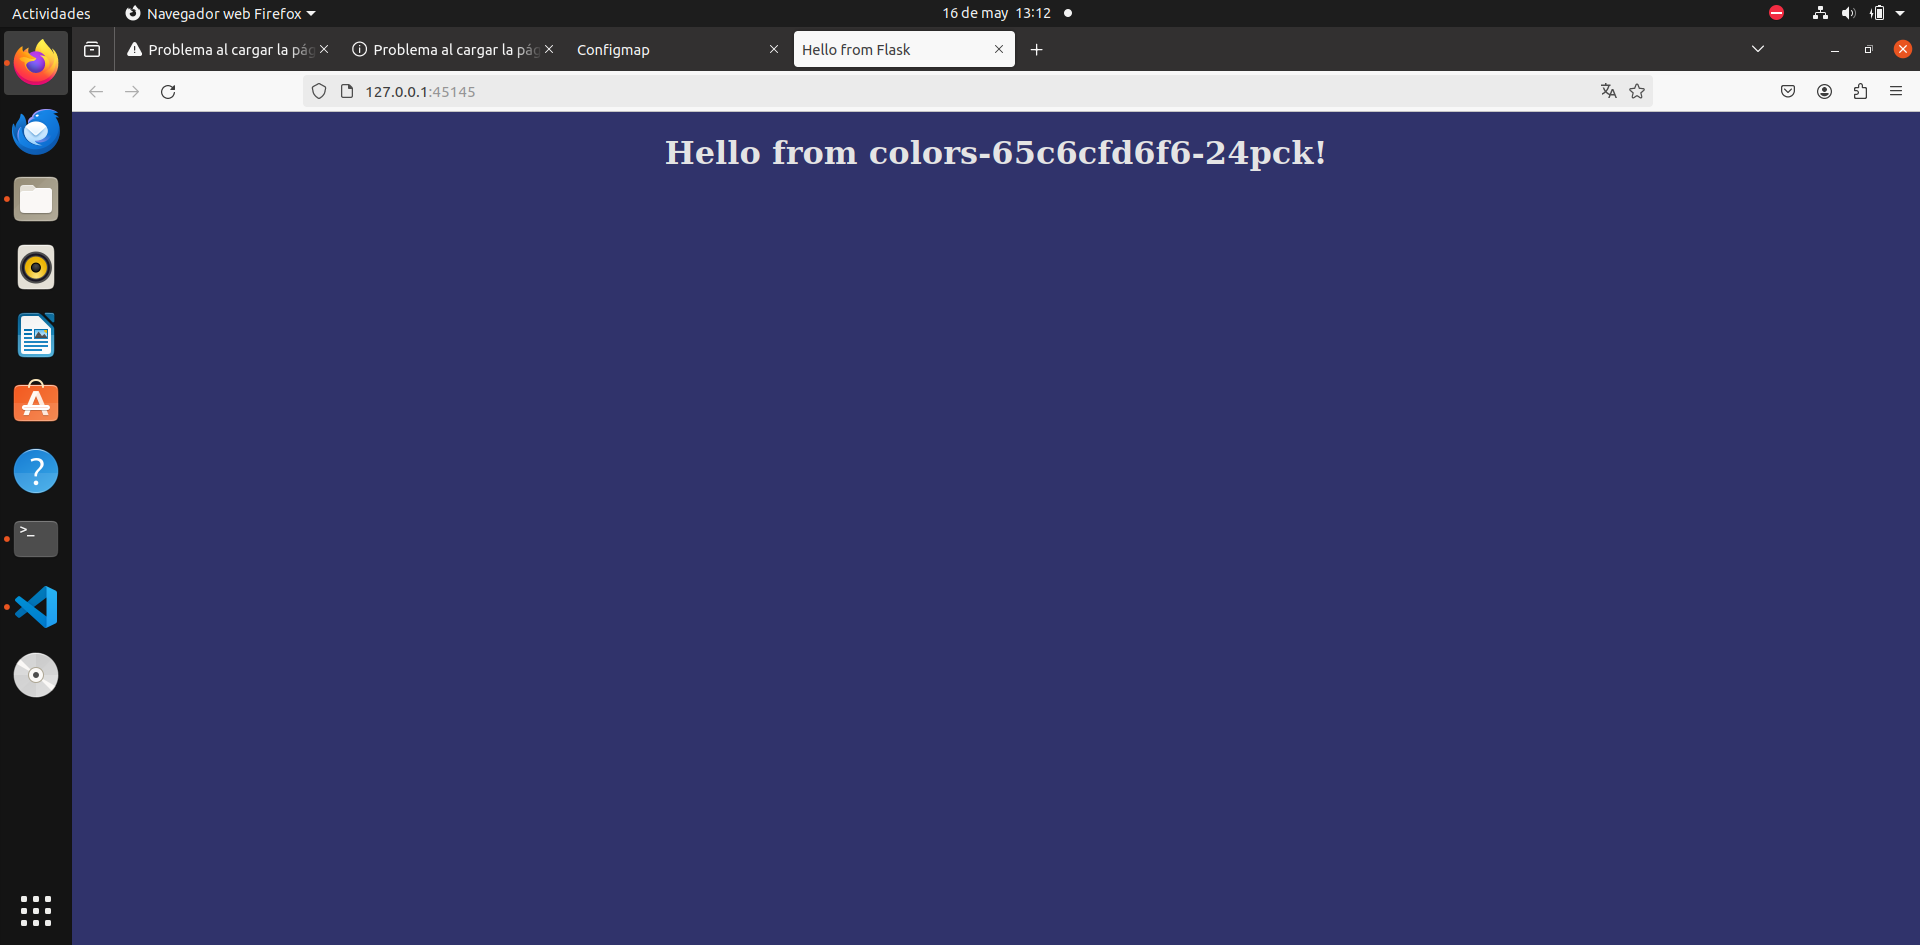 Actividades
Navegador web Firefox
16 de may 13:12
Problema al cargar la pág
Problema al cargar la pág
Configmap
Hello from Flask
127.0.0.1:45145
Hello from colors-65c6cfd6f6-24pck!